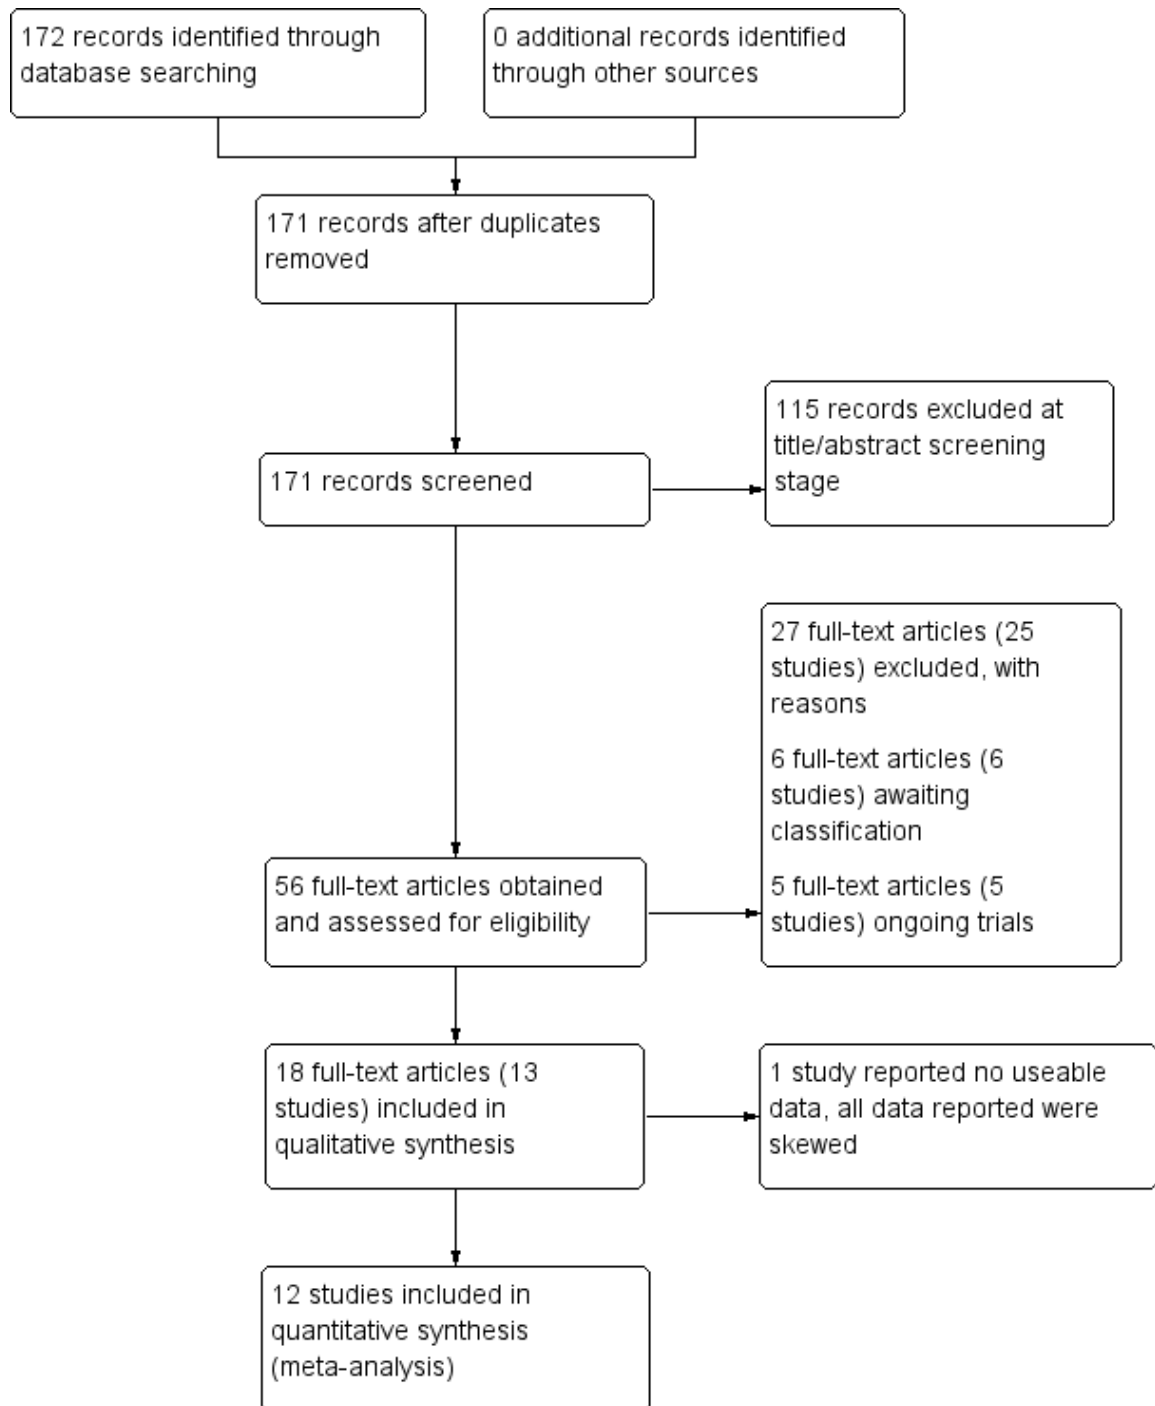 172 records identified through
database searching
0 additional records identified
through other sources
171 records after duplicates
removed
171 records screened
115 records excluded at
title/abstract screening
stage
56 full-text articles obtained
and assessed for eligibility
27 full-text articles (25
studies) excluded, with
reasons
6 full-text articles (6
studies) awaiting
classification
5 full-text articles (5
studies) ongoing trials
18 full-text articles (13
studies) included in
qualitative synthesis
1 study reported no useable
data, all data reported were
skewed
12 studies included in
quantitative synthesis
(meta-analysis)